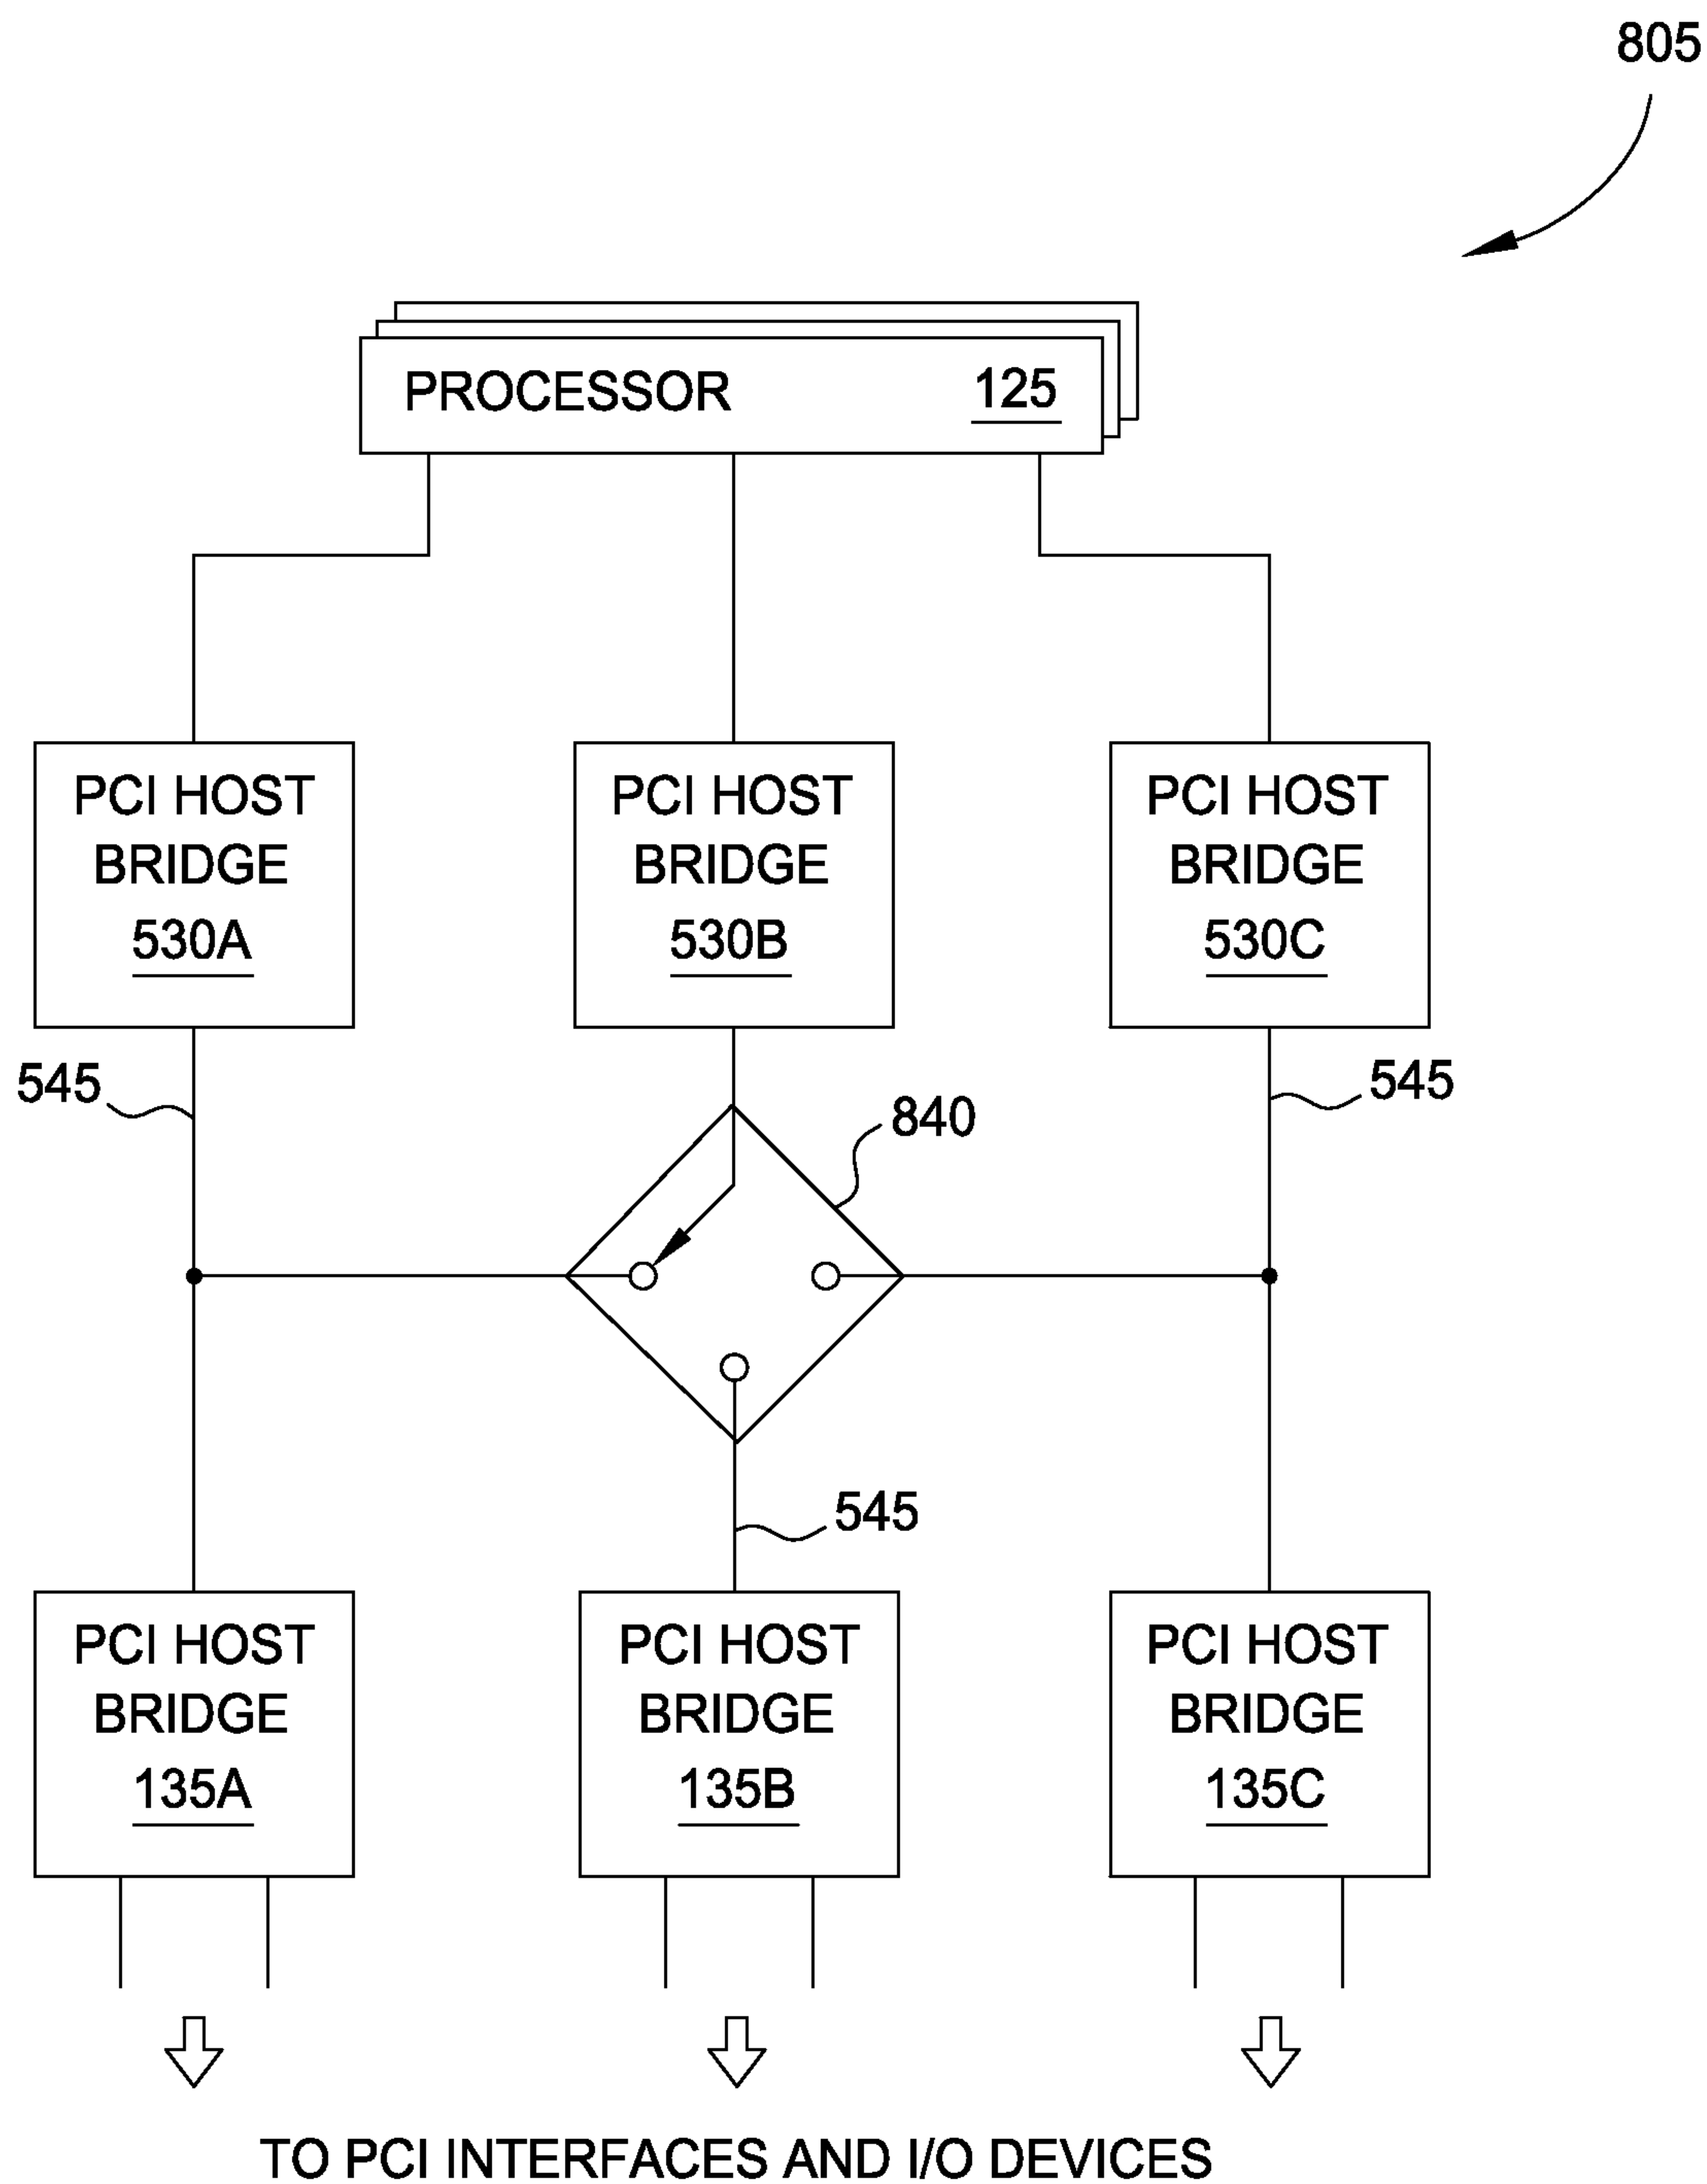 805
PROCESSOR 125
PCI HOST
BRIDGE
530A
PCI HOST
BRIDGE
530B
PCI HOST
BRIDGE
530C
545
840
545
545
PCI HOST
BRIDGE
135A
PCI HOST
BRIDGE
135B
PCI HOST
BRIDGE
135C
TO PCI INTERFACES AND I/O DEVICES